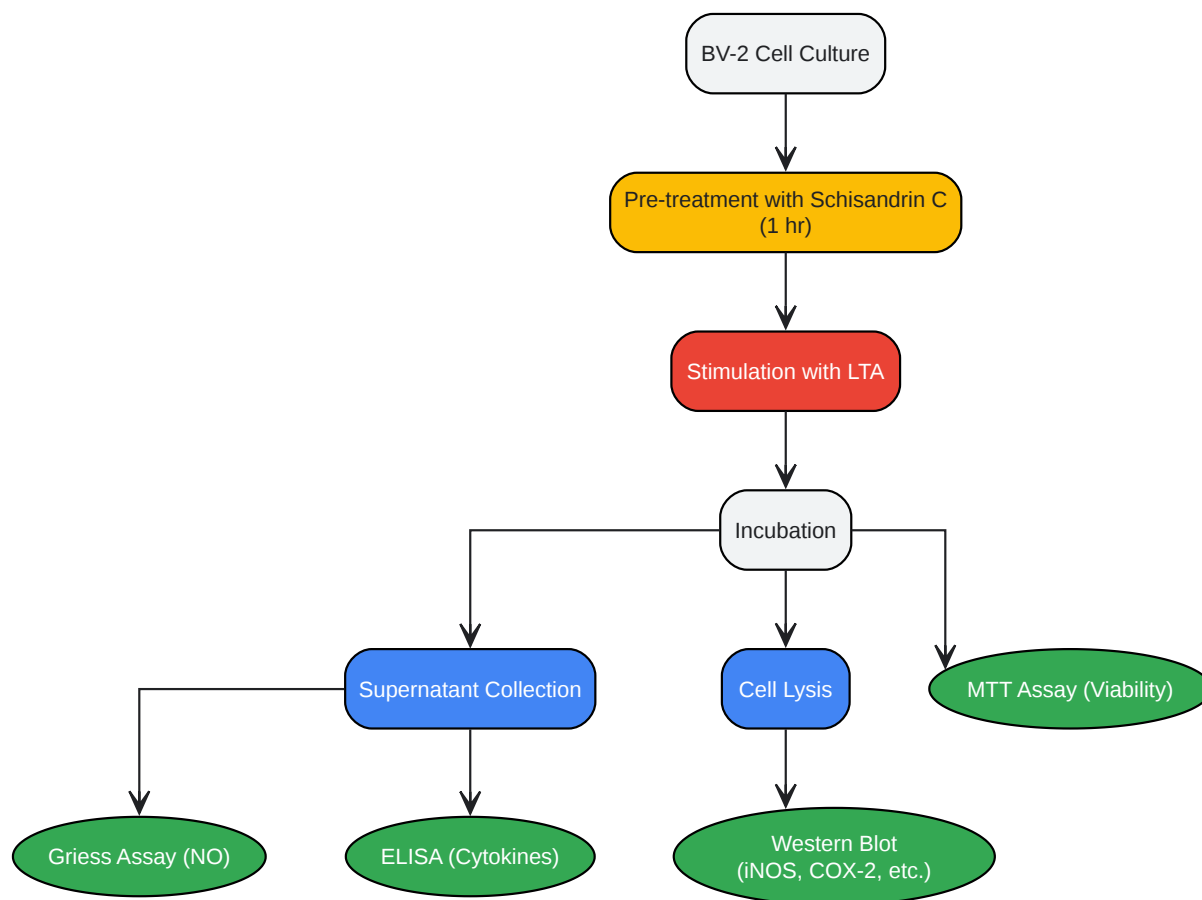 BV-2 Cell Culture
Pre-treatment with Schisandrin C
(1 hr)
Stimulation with LTA
Incubation
Supernatant Collection
Cell Lysis
MTT Assay (Viability)
Griess Assay (NO)
ELISA (Cytokines)
Western Blot
(iNOS, COX-2, etc.)